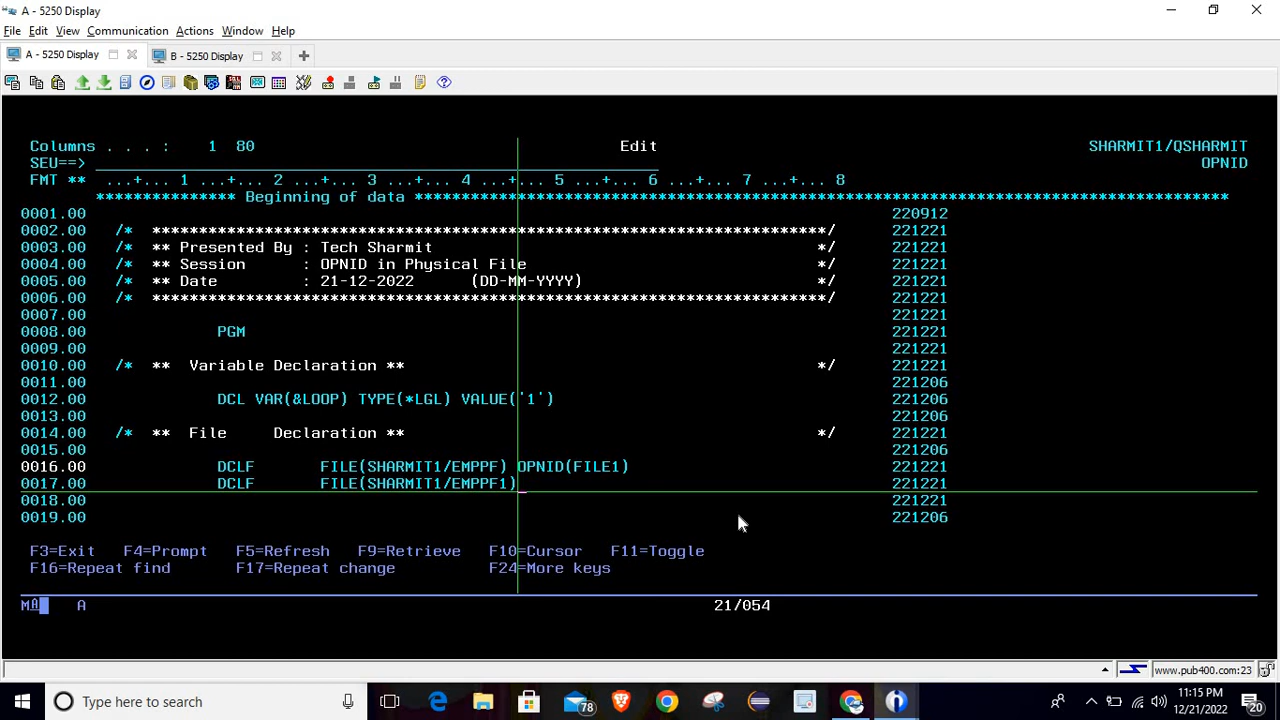 A - 5250 Display
File Edit View Communication Actions Window Help
A - 5250 Display B - 5250 Display
Columns . . . : 1 80 Edit SHARMIT1/QSHARMIT
SEU==> OPNID
FMT ** ...+... 1 ...+... 2 ...+... 3 ...+... 4 ...+... 5 ...+... 6 ...+... 7 ...+... 8
*************** Beginning of data ***************************************************************************************
0001.00 220912
0002.00 /* ************************************************************************/ 221221
0003.00 /* ** Presented By : Tech Sharmit */ 221221
0004.00 /* ** Session : OPNID in Physical File */ 221221
0005.00 /* ** Date : 21-12-2022 (DD-MM-YYYY) */ 221221
0006.00 /* ************************************************************************/ 221221
0007.00 221221
0008.00 PGM 221221
0009.00 221221
0010.00 /* ** Variable Declaration ** */ 221221
0011.00 221206
0012.00 DCL VAR(&LOOP) TYPE(*LGL) VALUE('1') 221206
0013.00 221206
0014.00 /* ** File Declaration ** */ 221221
0015.00 221206
0016.00 DCLF FILE(SHARMIT1/EMPPF) OPNID(FILE1) 221221
0017.00 DCLF FILE(SHARMIT1/EMPPF1) 221221
0018.00 221221
0019.00 221206
F3=Exit F4=Prompt F5=Refresh F9=Retrieve F10=Cursor F11=Toggle
F16=Repeat find F17=Repeat change F24=More keys
MA A 21/054
www.pub400.com:23
Type here to search 78 11:15 PM
12/21/2022 20